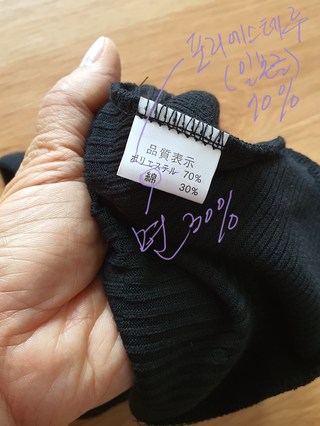 포리에스테루
(일본글)
70%
品質表示
ポリエステル 70%
綿 30%
면 30%